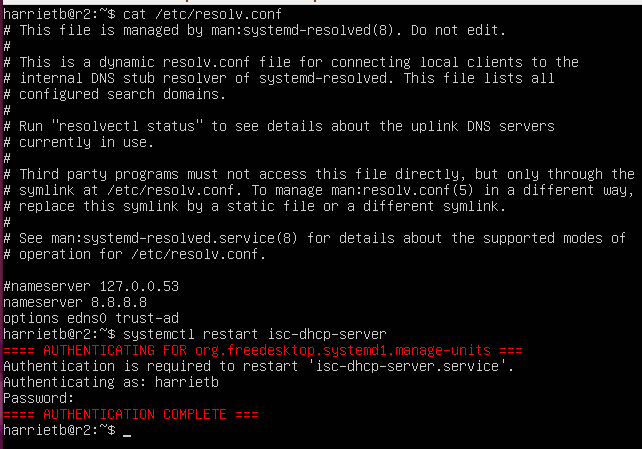 harrietb@r2:~$ cat /etc/resolv.conf
# This file is managed by man:systemd-resolved(8). Do not edit.
#
# This is a dynamic resolv.conf file for connecting local clients to the
# internal DNS stub resolver of systemd-resolved. This file lists all
# configured search domains.
#
# Run "resolvectl status" to see details about the uplink DNS servers
# currently in use.
#
# Third party programs must not access this file directly, but only through the
# symlink at /etc/resolv.conf. To manage man:resolv.conf(5) in a different way,
# replace this symlink by a static file or a different symlink.
#
# See man:systemd-resolved.service(8) for details about the supported modes of
# operation for /etc/resolv.conf.

#nameserver 127.0.0.53
nameserver 8.8.8.8
options edns0 trust-ad
harrietb@r2:~$ systemctl restart isc-dhcp-server
==== AUTHENTICATING FOR org.freedesktop.systemd1.manage-units ===
Authentication is required to restart 'isc-dhcp-server.service'.
Authenticating as: harrietb
Password:
==== AUTHENTICATION COMPLETE ===
harrietb@r2:~$ _